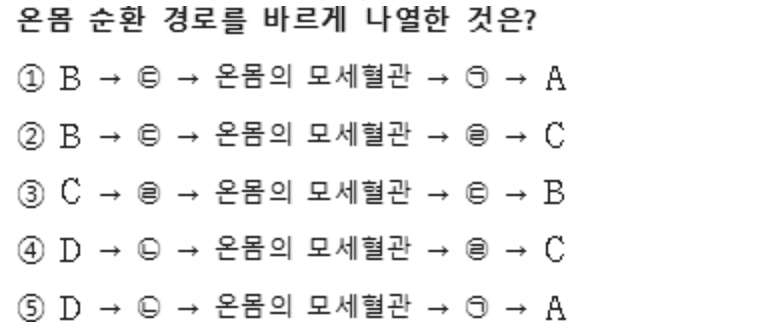 온몸 순환 경로를 바르게 나열한 것은?
① B → ㉢ → 온몸의 모세혈관 → ㉠ → A
② B → ㉢ → 온몸의 모세혈관 → ㉣ → C
③ C → ㉣ → 온몸의 모세혈관 → ㉢ → B
④ D → ㉡ → 온몸의 모세혈관 → ㉣ → C
⑤ D → ㉡ → 온몸의 모세혈관 → ㉠ → A